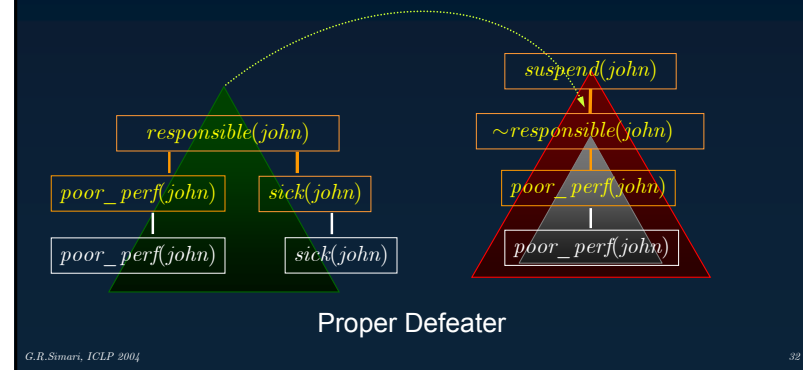 responsible(john)
poor_perf(john)
sick(john)
poor_perf(john)
sick(john)
suspend(john)
~responsible(john)
poor_perf(john)
poor_perf(john)
Proper Defeater
G.R.Simari, ICLP 2004
32